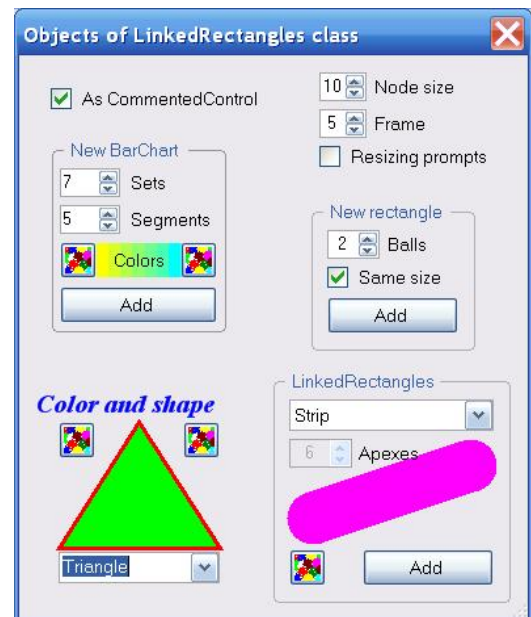 Objects of LinkedRectangles class
As CommentedControl
10 Node size
5 Frame
Resizing prompts
New BarChart
7 Sets
5 Segments
Colors
Add
New rectangle
2 Balls
Same size
Add
Color and shape
Triangle
LinkedRectangles
Strip
6 Apexes
Add